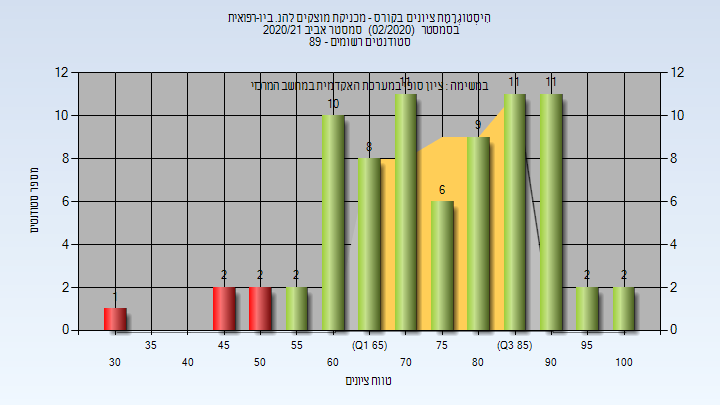 היסטוגרמת ציונים בקורס - מכניקת מוצקים להנ. ביו-רפואית
בסמסטר (02/2020) סמסטר אביב 2020/21
סטודנטים רשומים - 89
במשימה : ציון סופי במערכת האקדמית במחשב המרכזי
מספר סטודנטים
12 12
10 10
8 8
6 6
4 4
2 2
0 0
1 2 2 2 10 8 11 6 9 11 11 2 2
35 45 55 (Q1 65) 75 (Q3 85) 95
30 40 50 60 70 80 90 100
טווח ציונים